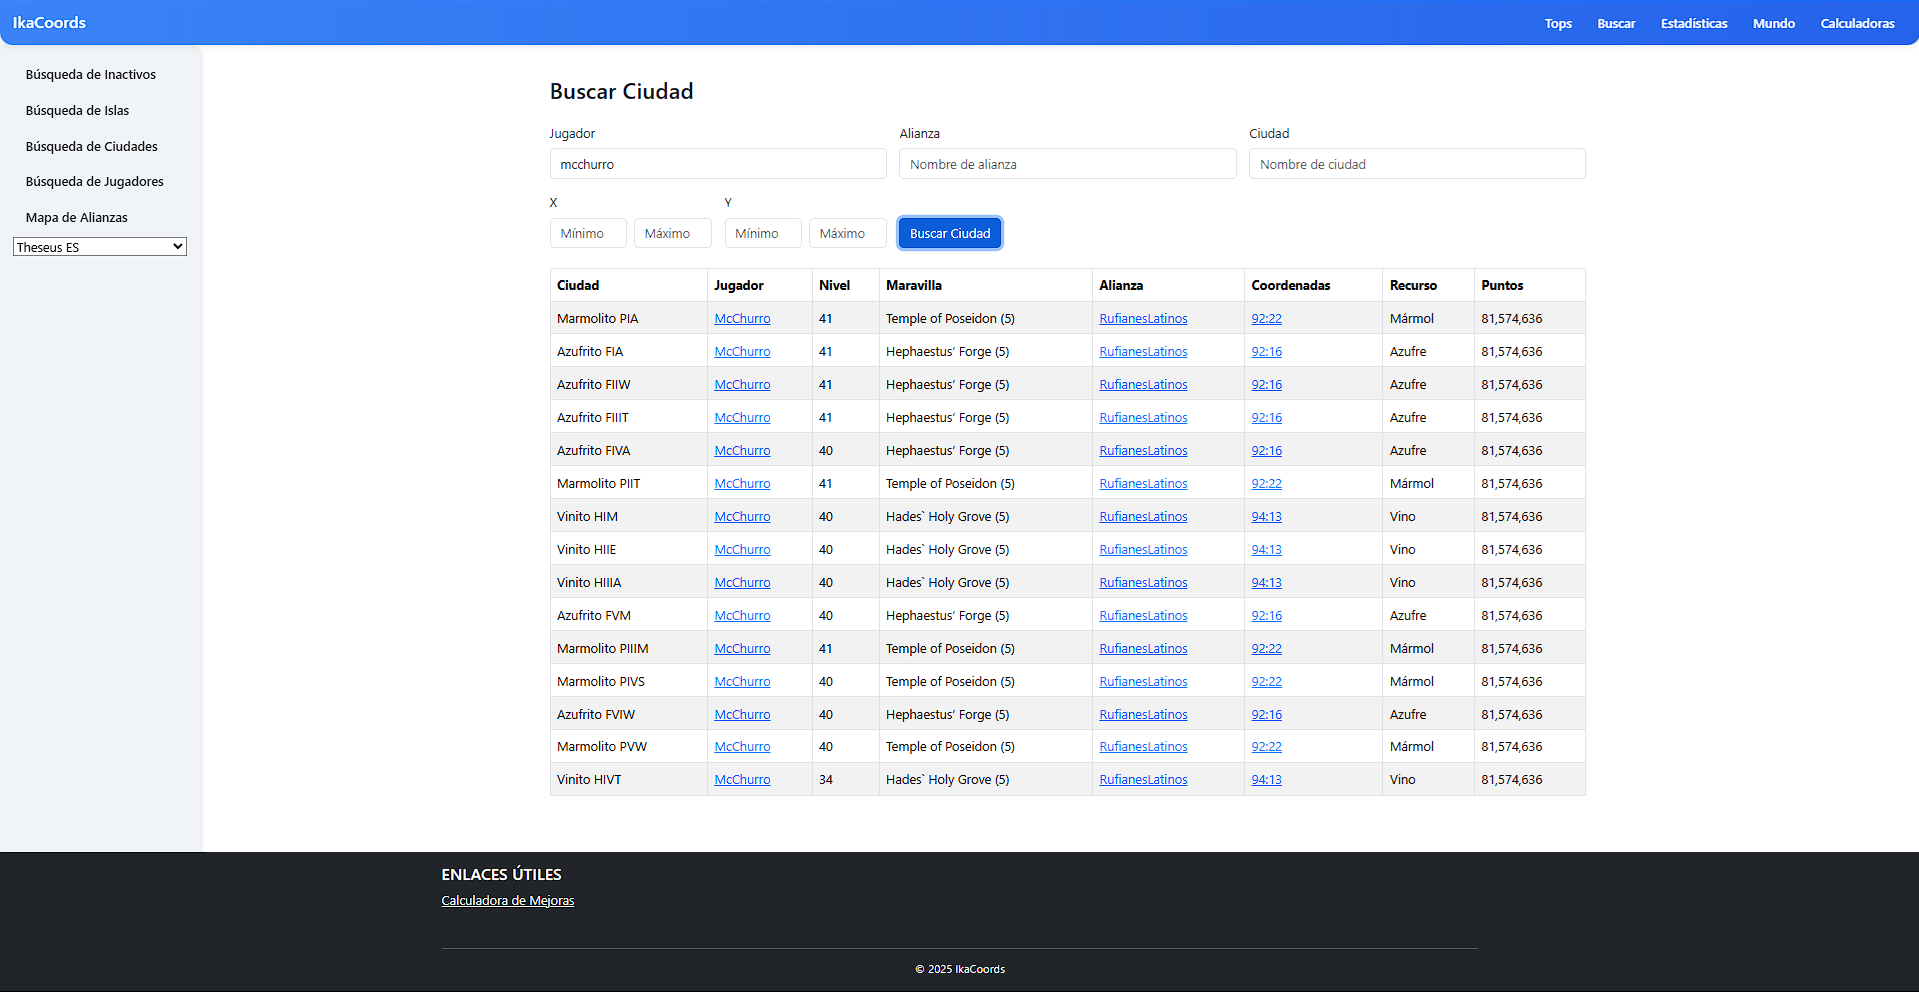 IkaCoords
Tops Buscar Estadísticas Mundo Calculadoras
Búsqueda de Inactivos
Búsqueda de Islas
Búsqueda de Ciudades
Búsqueda de Jugadores
Mapa de Alianzas
Theseus ES
Buscar Ciudad
Jugador Alianza Ciudad
mcchurro Nombre de alianza Nombre de ciudad
X Y
Mínimo Máximo Mínimo Máximo Buscar Ciudad
Ciudad Jugador Nivel Maravilla Alianza Coordenadas Recurso Puntos
Marmolito PIA McChurro 41 Temple of Poseidon (5) RufianesLatinos 92:22 Mármol 81,574,636
Azufrito FIA McChurro 41 Hephaestus' Forge (5) RufianesLatinos 92:16 Azufre 81,574,636
Azufrito FIIW McChurro 41 Hephaestus' Forge (5) RufianesLatinos 92:16 Azufre 81,574,636
Azufrito FIIIT McChurro 41 Hephaestus' Forge (5) RufianesLatinos 92:16 Azufre 81,574,636
Azufrito FIVA McChurro 40 Hephaestus' Forge (5) RufianesLatinos 92:16 Azufre 81,574,636
Marmolito PIIT McChurro 41 Temple of Poseidon (5) RufianesLatinos 92:22 Mármol 81,574,636
Vinito HIM McChurro 40 Hades` Holy Grove (5) RufianesLatinos 94:13 Vino 81,574,636
Vinito HIIE McChurro 40 Hades` Holy Grove (5) RufianesLatinos 94:13 Vino 81,574,636
Vinito HIIIA McChurro 40 Hades` Holy Grove (5) RufianesLatinos 94:13 Vino 81,574,636
Azufrito FVM McChurro 40 Hephaestus' Forge (5) RufianesLatinos 92:16 Azufre 81,574,636
Marmolito PIIIM McChurro 41 Temple of Poseidon (5) RufianesLatinos 92:22 Mármol 81,574,636
Marmolito PIVS McChurro 40 Temple of Poseidon (5) RufianesLatinos 92:22 Mármol 81,574,636
Azufrito FVIW McChurro 40 Hephaestus' Forge (5) RufianesLatinos 92:16 Azufre 81,574,636
Marmolito PVW McChurro 40 Temple of Poseidon (5) RufianesLatinos 92:22 Mármol 81,574,636
Vinito HIVT McChurro 34 Hades` Holy Grove (5) RufianesLatinos 94:13 Vino 81,574,636
ENLACES ÚTILES
Calculadora de Mejoras
© 2025 IkaCoords